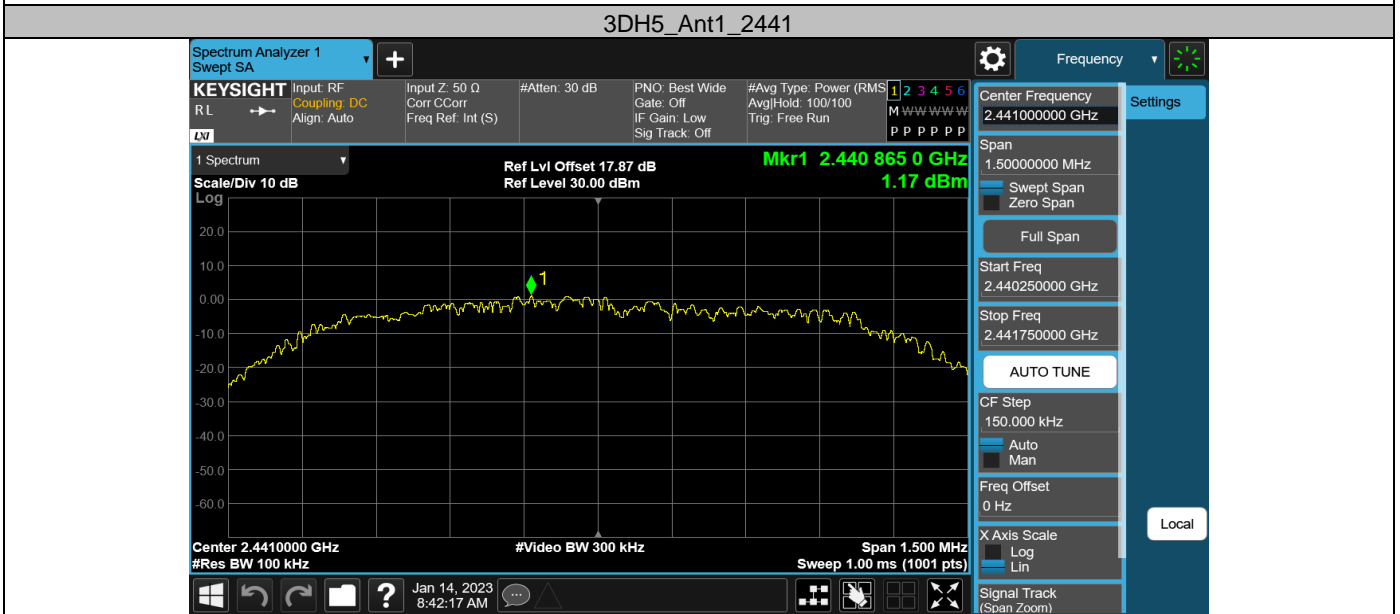 3DH5_Ant1_2441
Spectrum Analyzer 1
Swept SA
Frequency
KEYSIGHT
RL
LXI
Input: RF
Coupling: DC
Align: Auto
Input Z: 50 Ω
Corr CCorr
Freq Ref: Int (S)
#Atten: 30 dB
PNO: Best Wide
Gate: Off
IF Gain: Low
Sig Track: Off
#Avg Type: Power (RMS
Avg|Hold: 100/100
Trig: Free Run
1 2 3 4 5 6
M W W W W W
P P P P P P
Center Frequency
2.441000000 GHz
Settings
Span
1.50000000 MHz
Swept Span
Zero Span
Full Span
Start Freq
2.440250000 GHz
Stop Freq
2.441750000 GHz
AUTO TUNE
CF Step
150.000 kHz
Auto
Man
Freq Offset
0 Hz
X Axis Scale
Log
Lin
Signal Track
(Span Zoom)
Local
1 Spectrum
Scale/Div 10 dB
Ref Lvl Offset 17.87 dB
Ref Level 30.00 dBm
Mkr1 2.440 865 0 GHz
1.17 dBm
Log
20.0
10.0
1
0.00
-10.0
-20.0
-30.0
-40.0
-50.0
-60.0
Center 2.4410000 GHz
#Video BW 300 kHz
Span 1.500 MHz
#Res BW 100 kHz
Sweep 1.00 ms (1001 pts)
?
Jan 14, 2023
8:42:17 AM